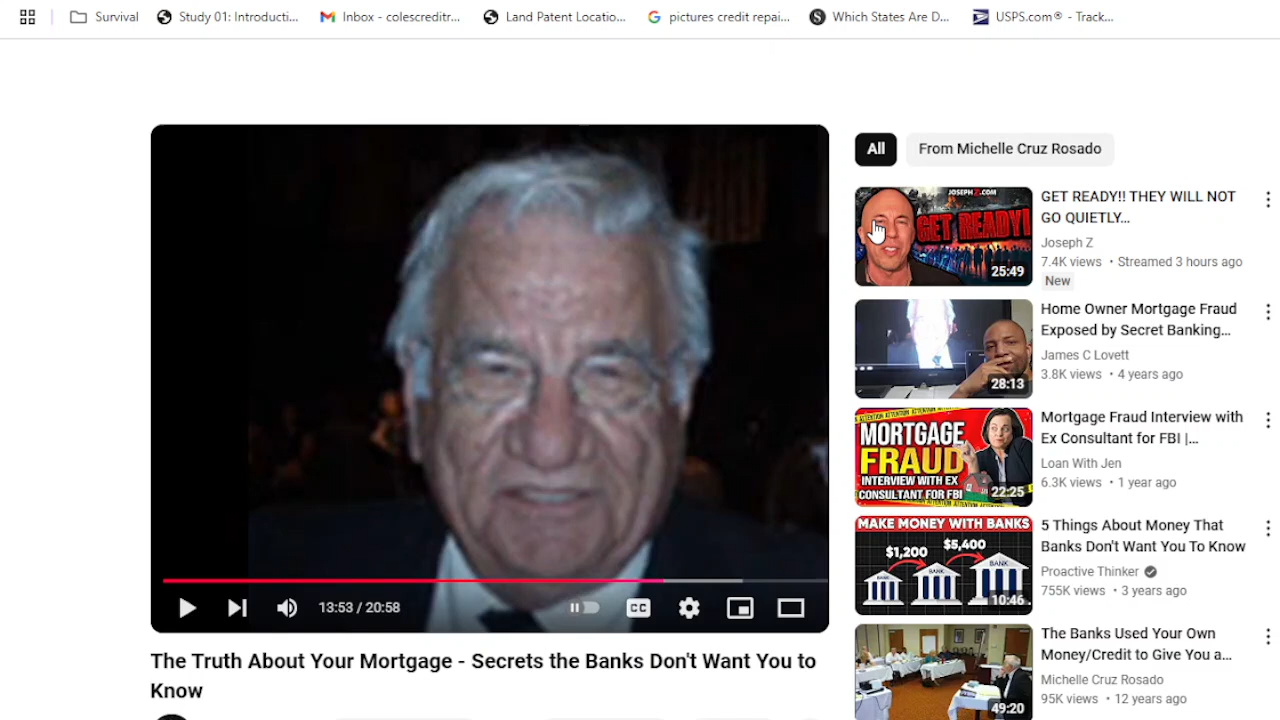 Survival
Study 01: Introducti...
Inbox - colescreditr...
Land Patent Locatio...
pictures credit repai...
Which States Are D...
USPS.com® - Track...
All
From Michelle Cruz Rosado
JOSEPHZ.COM
GET READY!
25:49
GET READY!! THEY WILL NOT
GO QUIETLY...
Joseph Z
7.4K views • Streamed 3 hours ago
New
28:13
Home Owner Mortgage Fraud
Exposed by Secret Banking...
James C Lovett
3.8K views • 4 years ago
MORTGAGE
FRAUD
INTERVIEW WITH EX
CONSULTANT FOR FBI
22:25
Mortgage Fraud Interview with
Ex Consultant for FBI |...
Loan With Jen
6.3K views • 1 year ago
MAKE MONEY WITH BANKS
$1,200
$5,400
BANK
BANK
BANK
10:46
5 Things About Money That
Banks Don't Want You To Know
Proactive Thinker
755K views • 3 years ago
49:20
The Banks Used Your Own
Money/Credit to Give You a...
Michelle Cruz Rosado
95K views • 12 years ago
13:53 / 20:58
CC
The Truth About Your Mortgage - Secrets the Banks Don't Want You to
Know